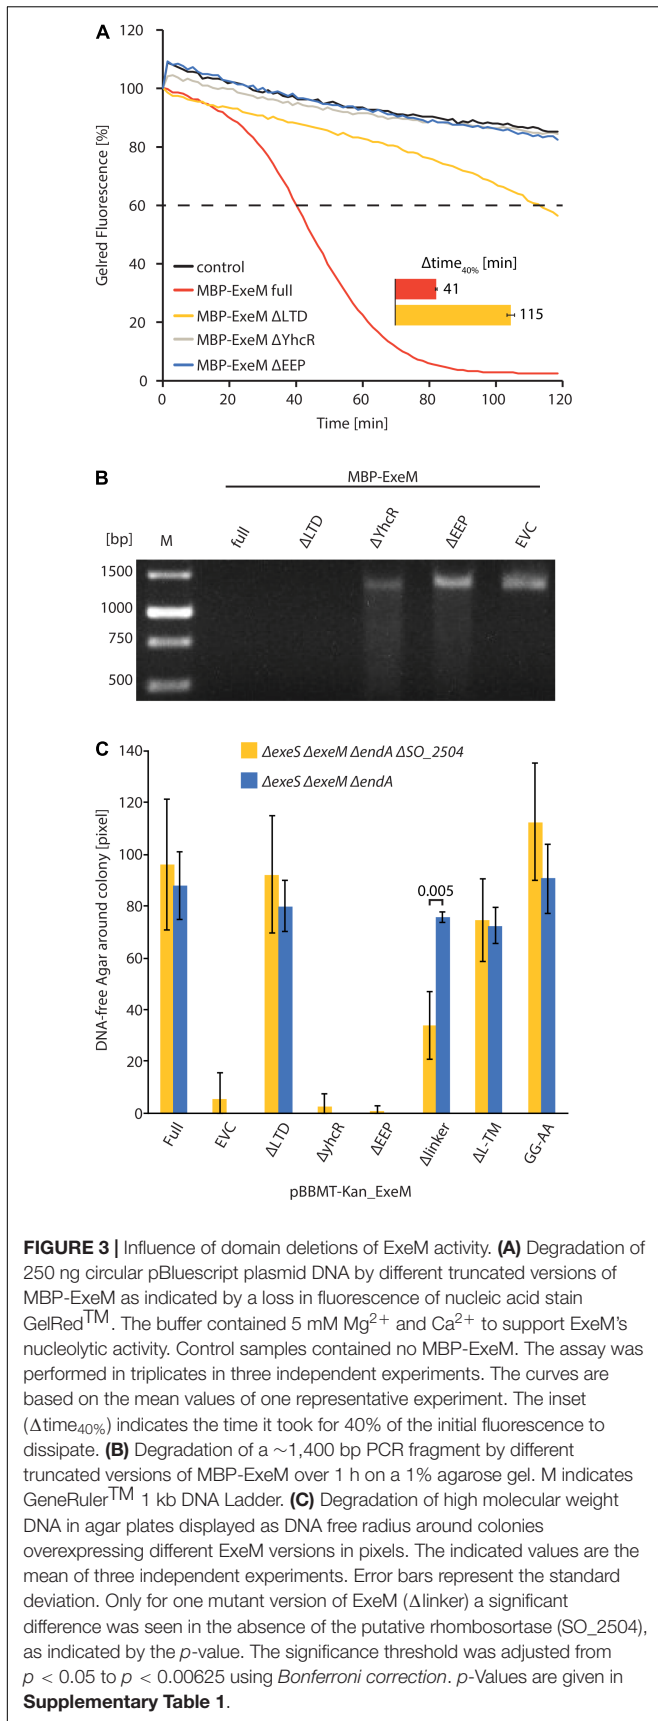 A
120
100
80
60
40
20
0
Gelred Fluorescence [%]
control
MBP-ExeM full
MBP-ExeM ΔLTD
MBP-ExeM ΔYhcR
MBP-ExeM ΔEEP
Δtime40% [min]
41
115
0 20 40 60 80 100 120
Time [min]
B
MBP-ExeM
[bp] M full ΔLTD ΔYhcR ΔEEP EVC
1500
1000
750
500
C
140
120
100
80
60
40
20
0
DNA-free Agar around colony [pixel]
ΔexeS ΔexeM ΔendA ΔSO_2504
ΔexeS ΔexeM ΔendA
0.005
Full EVC ΔLTD ΔyhcR ΔEEP Δlinker ΔL-TM GG-AA
pBBMT-Kan_ExeM
FIGURE 3 | Influence of domain deletions of ExeM activity. (A) Degradation of
250 ng circular pBluescript plasmid DNA by different truncated versions of
MBP-ExeM as indicated by a loss in fluorescence of nucleic acid stain
GelRed™. The buffer contained 5 mM Mg²⁺ and Ca²⁺ to support ExeM's
nucleolytic activity. Control samples contained no MBP-ExeM. The assay was
performed in triplicates in three independent experiments. The curves are
based on the mean values of one representative experiment. The inset
(Δtime40%) indicates the time it took for 40% of the initial fluorescence to
dissipate. (B) Degradation of a ~1,400 bp PCR fragment by different
truncated versions of MBP-ExeM over 1 h on a 1% agarose gel. M indicates
GeneRuler™ 1 kb DNA Ladder. (C) Degradation of high molecular weight
DNA in agar plates displayed as DNA free radius around colonies
overexpressing different ExeM versions in pixels. The indicated values are the
mean of three independent experiments. Error bars represent the standard
deviation. Only for one mutant version of ExeM (Δlinker) a significant
difference was seen in the absence of the putative rhombosortase (SO_2504),
as indicated by the p-value. The significance threshold was adjusted from
p < 0.05 to p < 0.00625 using Bonferroni correction. p-Values are given in
Supplementary Table 1.